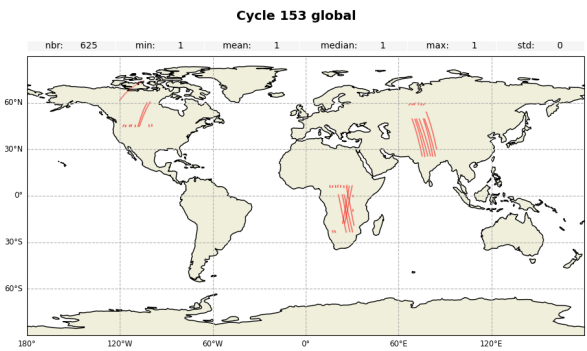 Cycle 153 global
nbr: 625 min: 1 mean: 1 median: 1 max: 1 std: 0
60°N
30°N
0°
30°S
60°S
180° 120°W 60°W 0° 60°E 120°E